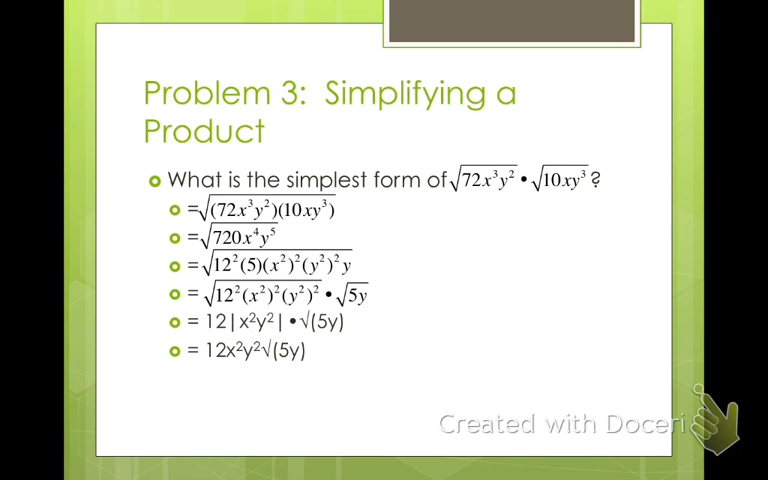 Problem 3: Simplifying a
Product
What is the simplest form of √72x³y² • √10xy³ ?
=√(72x³y²)(10xy³)
=√720x⁴y⁵
=√12²(5)(x²)²(y²)²y
=√12²(x²)²(y²)² • √5y
= 12|x²y²| •√(5y)
= 12x²y²√(5y)
Created with Doceri